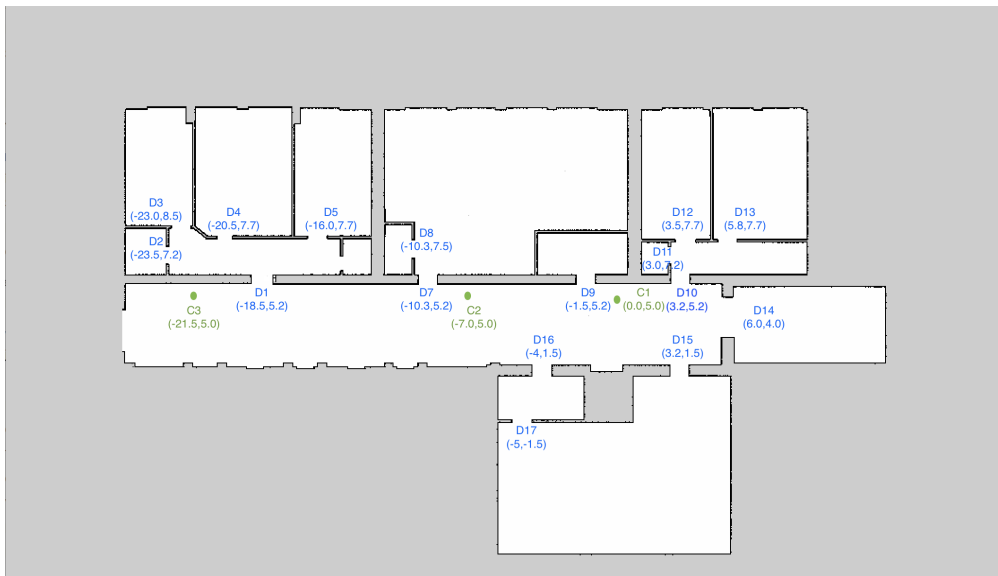 D3
(-23.0,8.5)
D4
(-20.5,7.7)
D5
(-16.0,7.7)
D12
(3.5,7.7)
D13
(5.8,7.7)
D8
(-10.3,7.5)
D2
(-23.5,7.2)
D11
(3.0,7.2)
D1
(-18.5,5.2)
D7
(-10.3,5.2)
D9
(-1.5,5.2)
C1
(0.0,5.0)
D10
(3.2,5.2)
C3
(-21.5,5.0)
C2
(-7.0,5.0)
D14
(6.0,4.0)
D16
(-4,1.5)
D15
(3.2,1.5)
D17
(-5,-1.5)